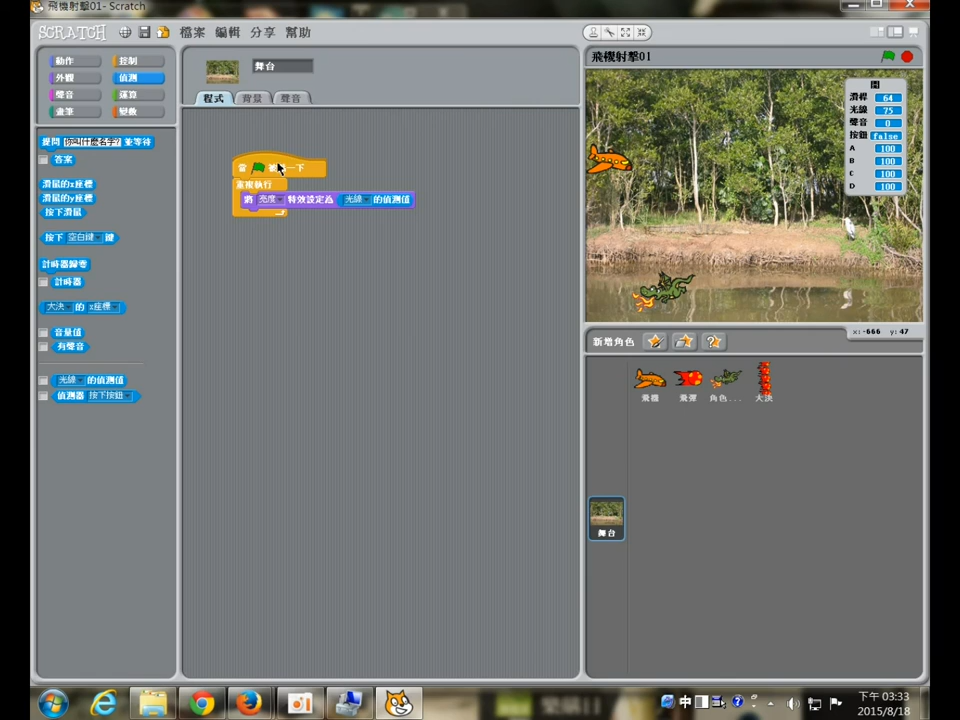 飛機射擊01- Scratch
SCRATCH 檔案 編輯 分享 幫助
動作 控制
外觀 偵測
聲音 運算
畫筆 變數
舞台
程式 背景 聲音
飛機射擊01
提問 你叫什麼名字? 並等待
答案
滑鼠的x座標
滑鼠的y座標
按下滑鼠
按下 空白鍵 鍵
計時器歸零
計時器
大決 的 x座標
音量值
有聲音
光線 的偵測值
偵測器 按下按鈕
當 一下
重複執行
將 亮度 特效設定為 光線 的偵測值
滑桿 64
光線 75
聲音 0
按鈕 false
A 100
B 100
C 100
D 100
x: -666 y: 47
新增角色
飛機 飛彈 角色... 大決
舞台
中
下午 03:33
2015/8/18